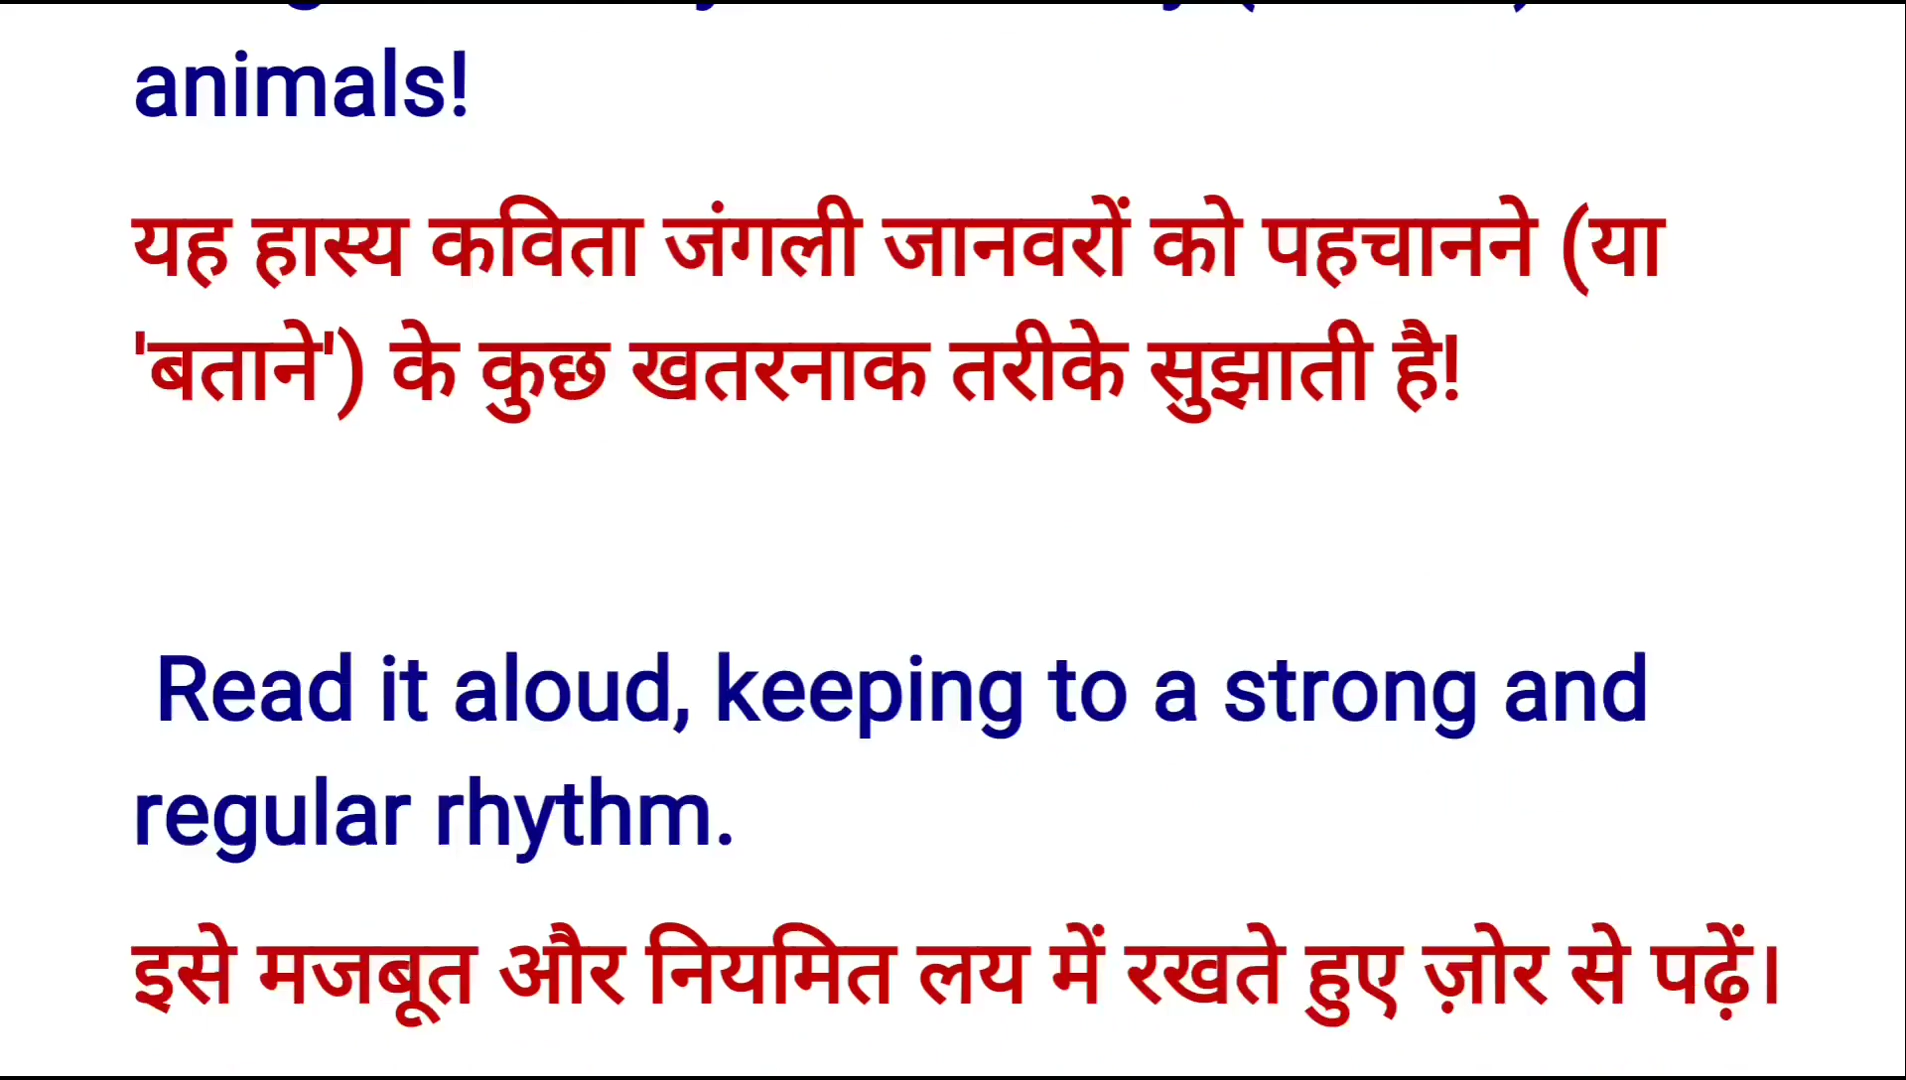 animals!
यह हास्य कविता जंगली जानवरों को पहचानने (या
'बताने') के कुछ खतरनाक तरीके सुझाती है!
Read it aloud, keeping to a strong and
regular rhythm.
इसे मजबूत और नियमित लय में रखते हुए ज़ोर से पढ़ें।